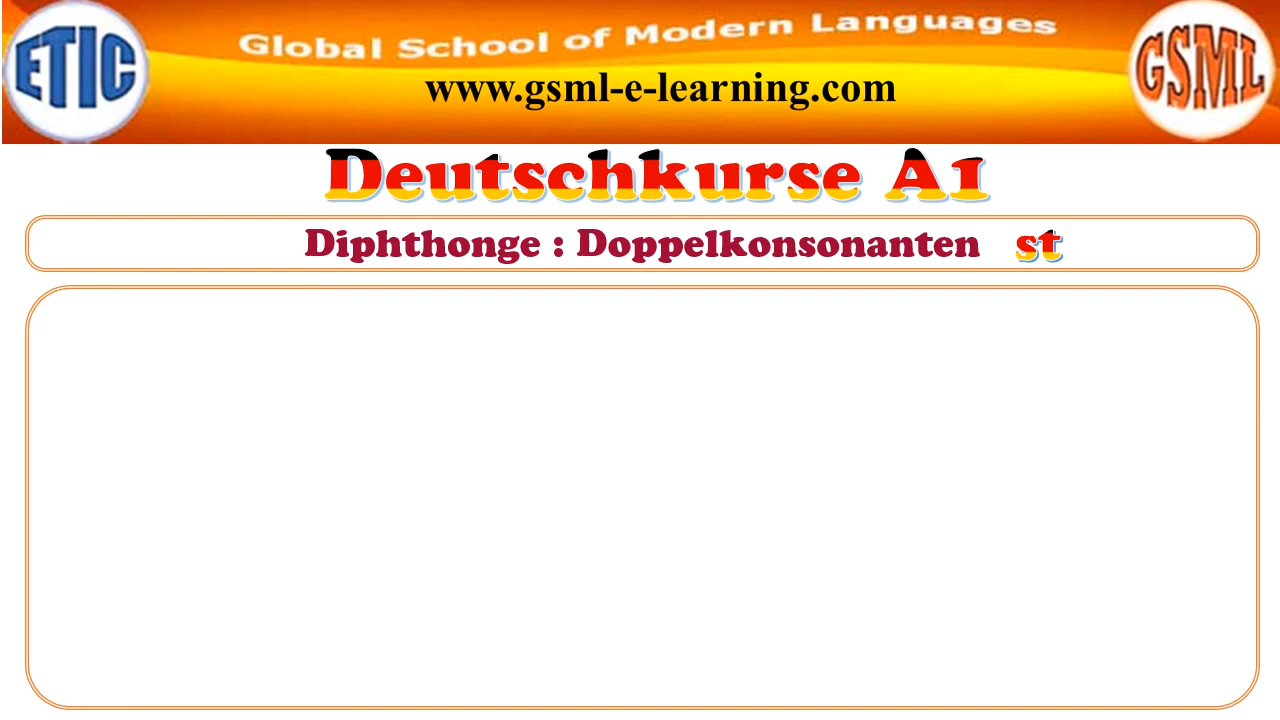 ETIC
Global School of Modern Languages
GSML
www.gsml-e-learning.com
Deutschkurse A1
Diphthonge : Doppelkonsonanten st